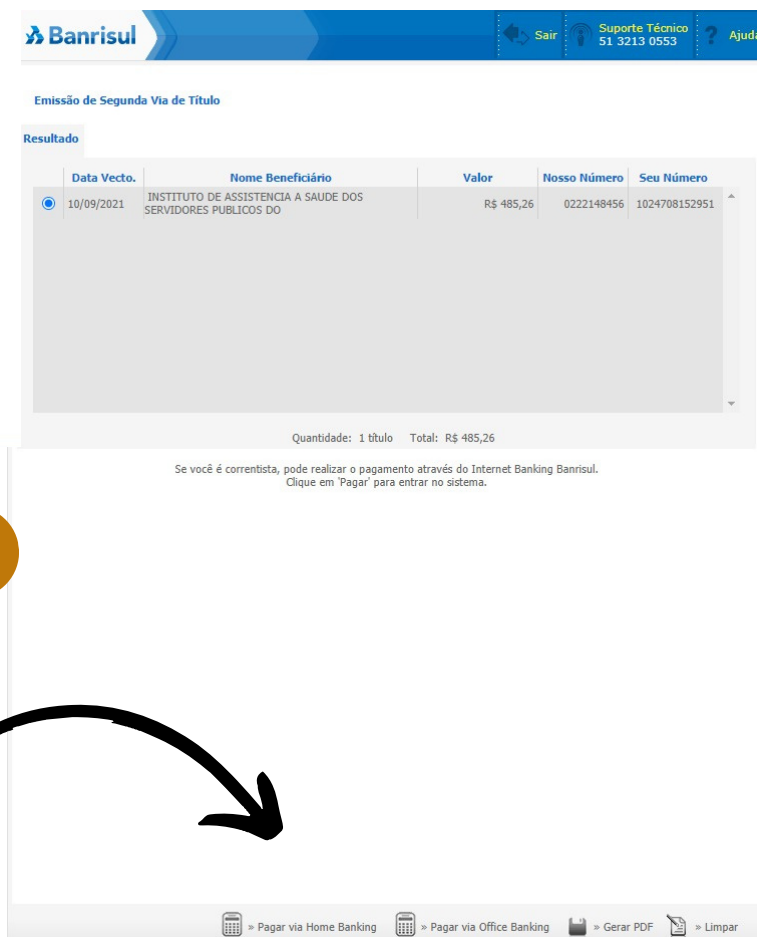 Banrisul
Sair
Suporte Técnico
51 3213 0553
? Ajuda
Emissão de Segunda Via de Título
Resultado
Data Vecto. Nome Beneficiário Valor Nosso Número Seu Número
10/09/2021 INSTITUTO DE ASSISTENCIA A SAUDE DOS
SERVIDORES PUBLICOS DO
R$ 485,26 0222148456 1024708152951
Quantidade: 1 título Total: R$ 485,26
Se você é correntista, pode realizar o pagamento através do Internet Banking Banrisul.
Clique em 'Pagar' para entrar no sistema.
» Pagar via Home Banking » Pagar via Office Banking » Gerar PDF » Limpar